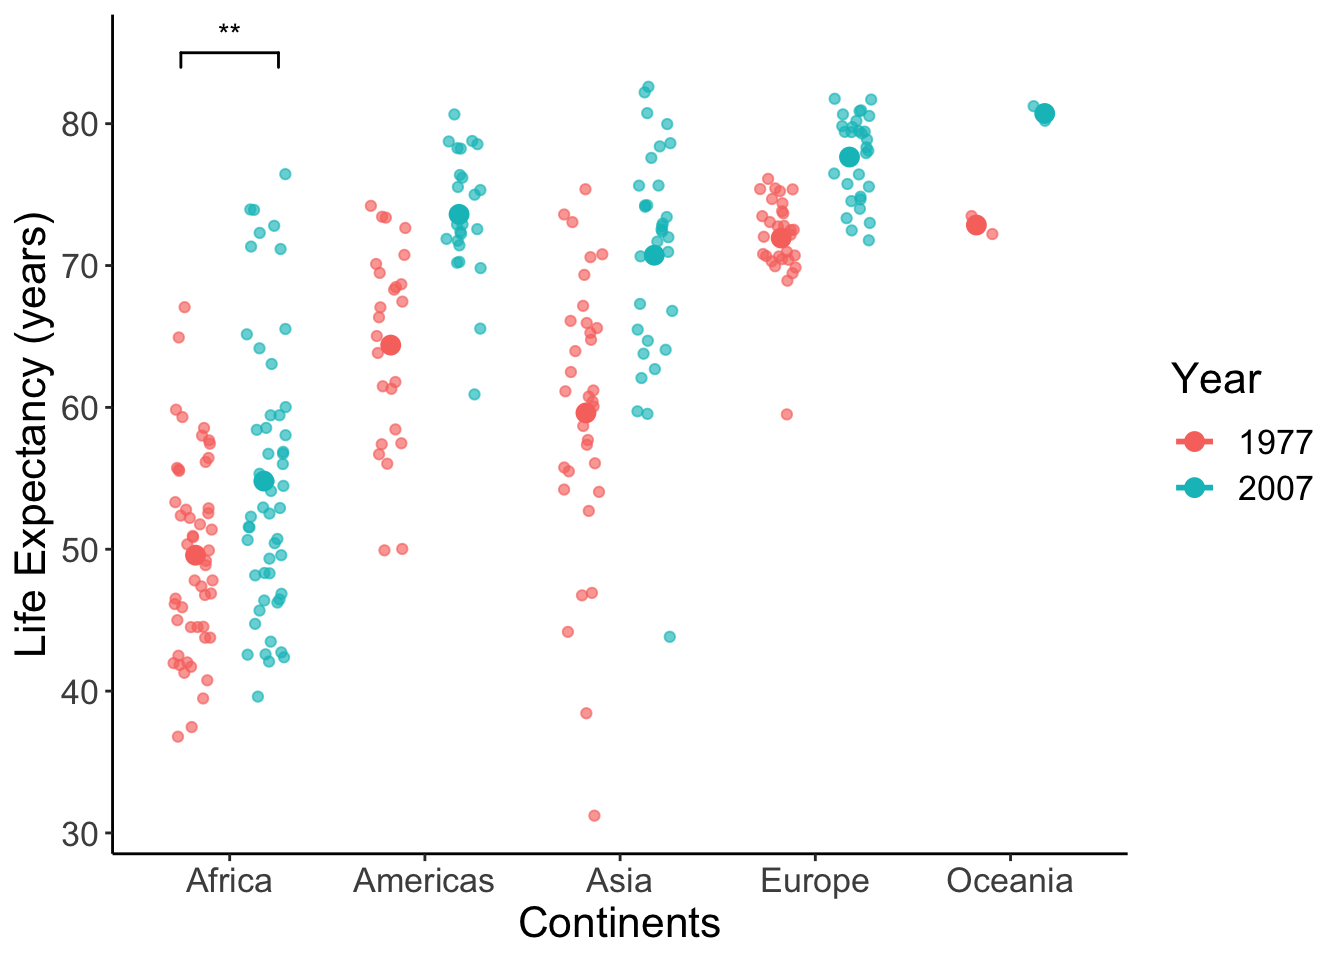 **
80
70
60
50
40
30
Life Expectancy (years)
Africa
Americas
Asia
Europe
Oceania
Continents
Year
1977
2007